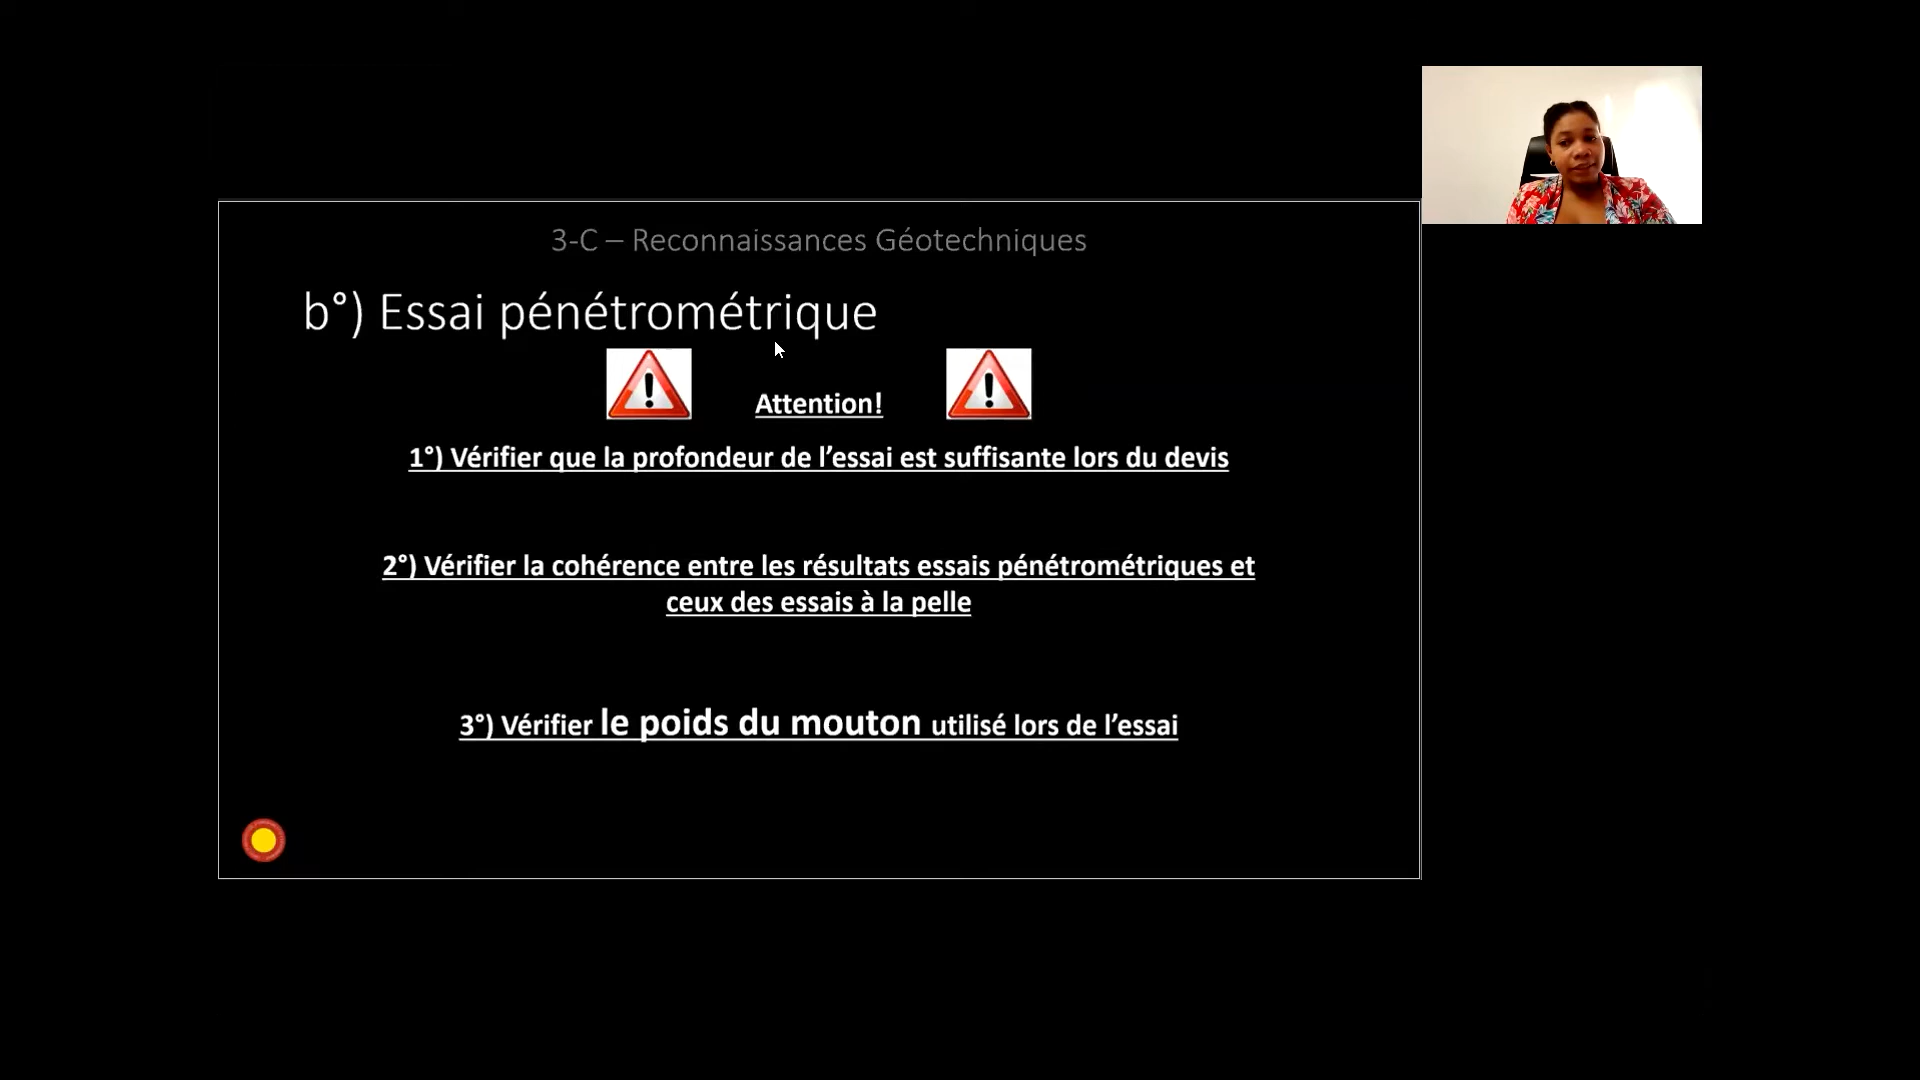 3-C – Reconnaissances Géotechniques
b°) Essai pénétrométrique
Attention!
1°) Vérifier que la profondeur de l’essai est suffisante lors du devis
2°) Vérifier la cohérence entre les résultats essais pénétrométriques et
ceux des essais à la pelle
3°) Vérifier le poids du mouton utilisé lors de l’essai